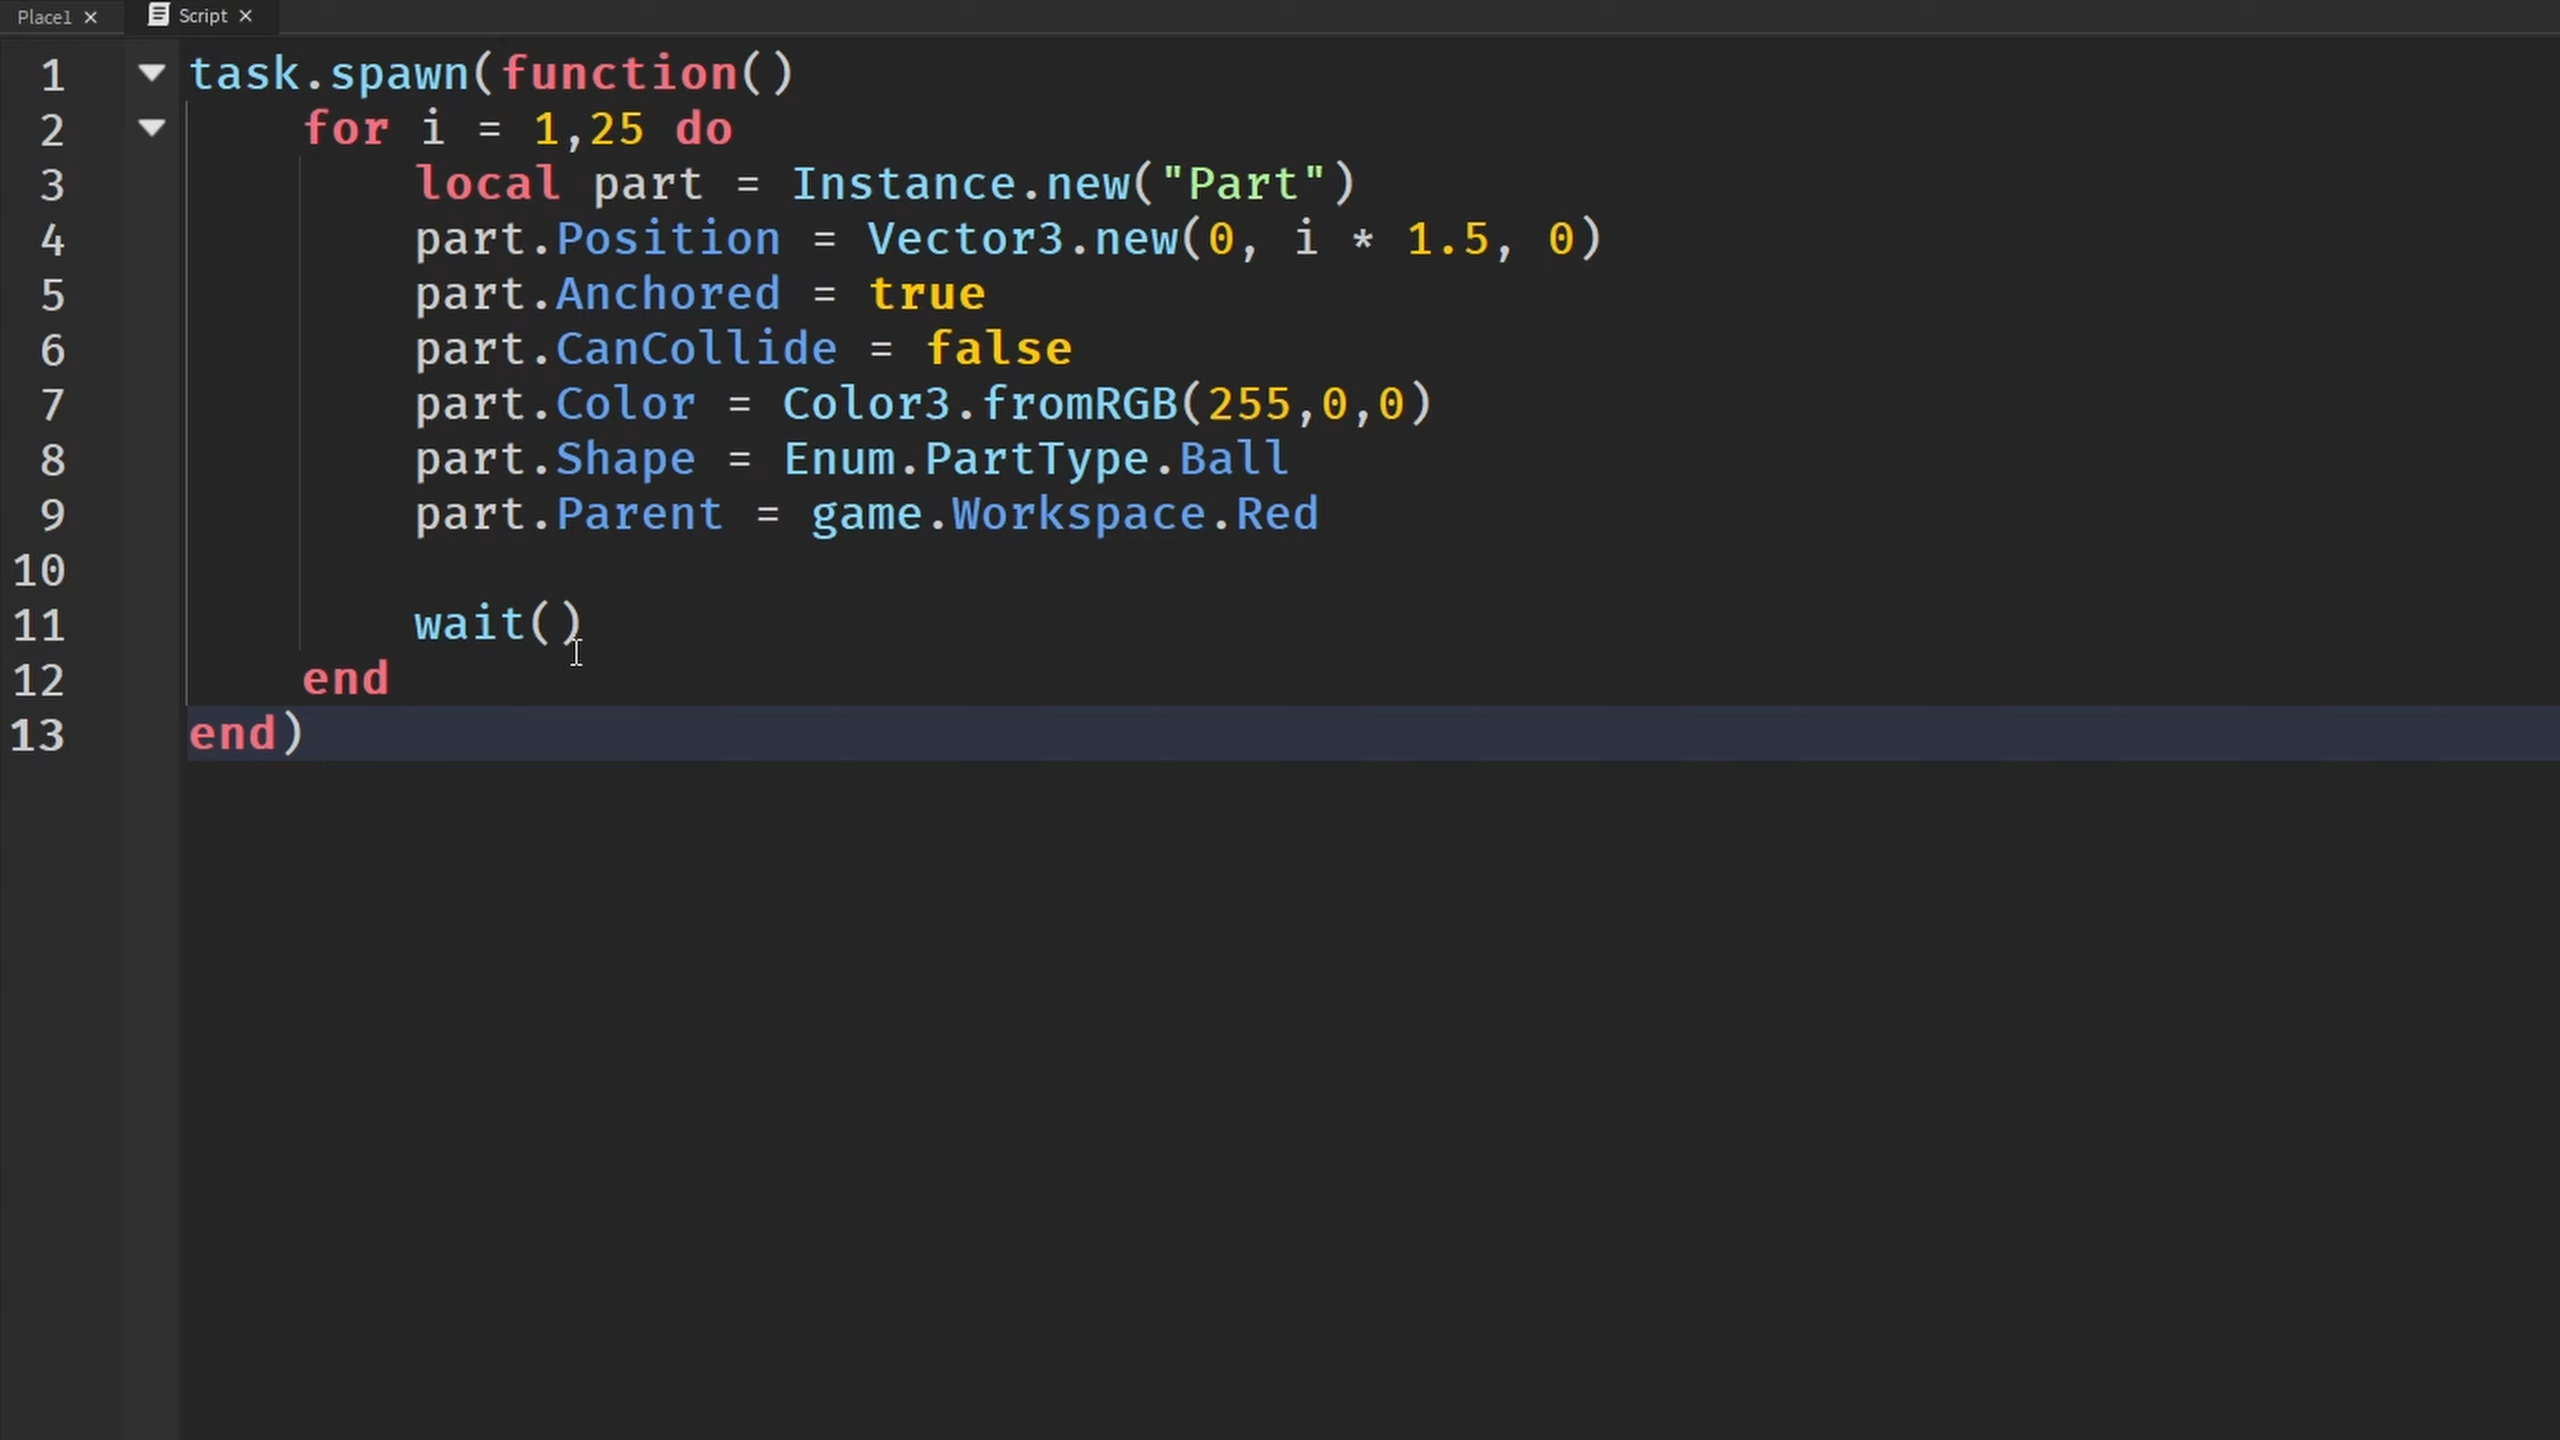 Place1 × Script ×
1 task.spawn(function()
2 for i = 1,25 do
3 local part = Instance.new("Part")
4 part.Position = Vector3.new(0, i * 1.5, 0)
5 part.Anchored = true
6 part.CanCollide = false
7 part.Color = Color3.fromRGB(255,0,0)
8 part.Shape = Enum.PartType.Ball
9 part.Parent = game.Workspace.Red
10
11 wait()
12 end
13 end)